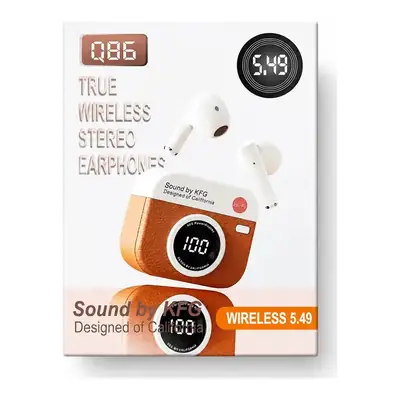 Q86
5.49
TRUE
WIRELESS
STEREO
EARPHONES
Sound by KFG
Designed of California
100
Sound by KFG
Designed of California
100
WIRELESS 5.49